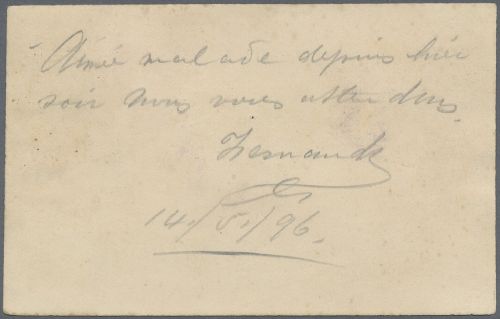 Aimé malade depuis hier
soir Nous vous attendons.
Fernande
14/5/96.